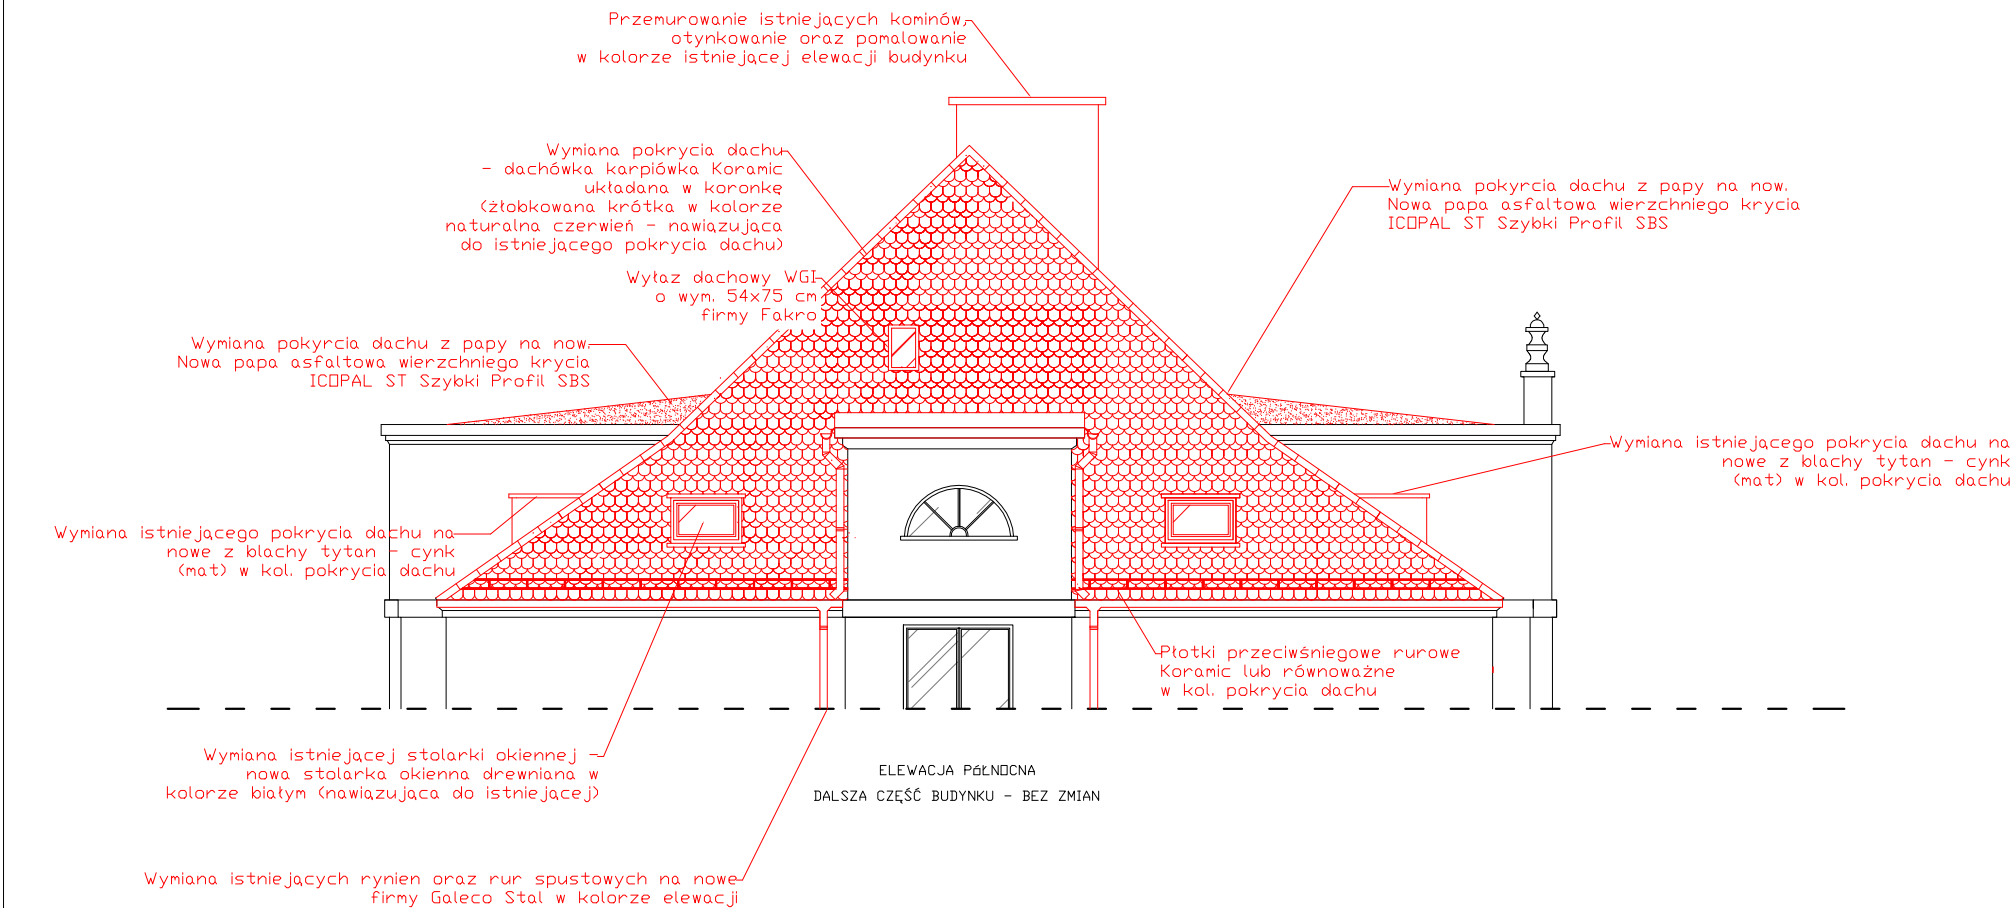 Przemurowanie istniejących kominów,
otynkowanie oraz pomalowanie
w kolorze istniejącej elewacji budynku
Wymiana pokrycia dachu
- dachówka karpiówka Koramic
układana w koronkę
(żłobkowana krótka w kolorze
naturalna czerwień - nawiązująca
do istniejącego pokrycia dachu)
Wymiana pokyrcia dachu z papy na now.
Nowa papa asfaltowa wierzchniego krycia
ICOPAL ST Szybki Profil SBS
Wyłaz dachowy WGI
o wym. 54x75 cm
firmy Fakro
Wymiana pokyrcia dachu z papy na now.
Nowa papa asfaltowa wierzchniego krycia
ICOPAL ST Szybki Profil SBS
Wymiana istniejącego pokrycia dachu na
nowe z blachy tytan - cynk
(mat) w kol. pokrycia dachu
Wymiana istniejącego pokrycia dachu na
nowe z blachy tytan - cynk
(mat) w kol. pokrycia dachu
Płotki przeciwśniegowe rurowe
Koramic lub równoważne
w kol. pokrycia dachu
Wymiana istniejacej stolarki okiennej -
nowa stolarka okienna drewniana w
kolorze białym (nawiązująca do istniejącej)
ELEWACJA PÓŁNOCNA
DALSZA CZĘŚĆ BUDYNKU - BEZ ZMIAN
Wymiana istniejących rynien oraz rur spustowych na nowe
firmy Galeco Stal w kolorze elewacji